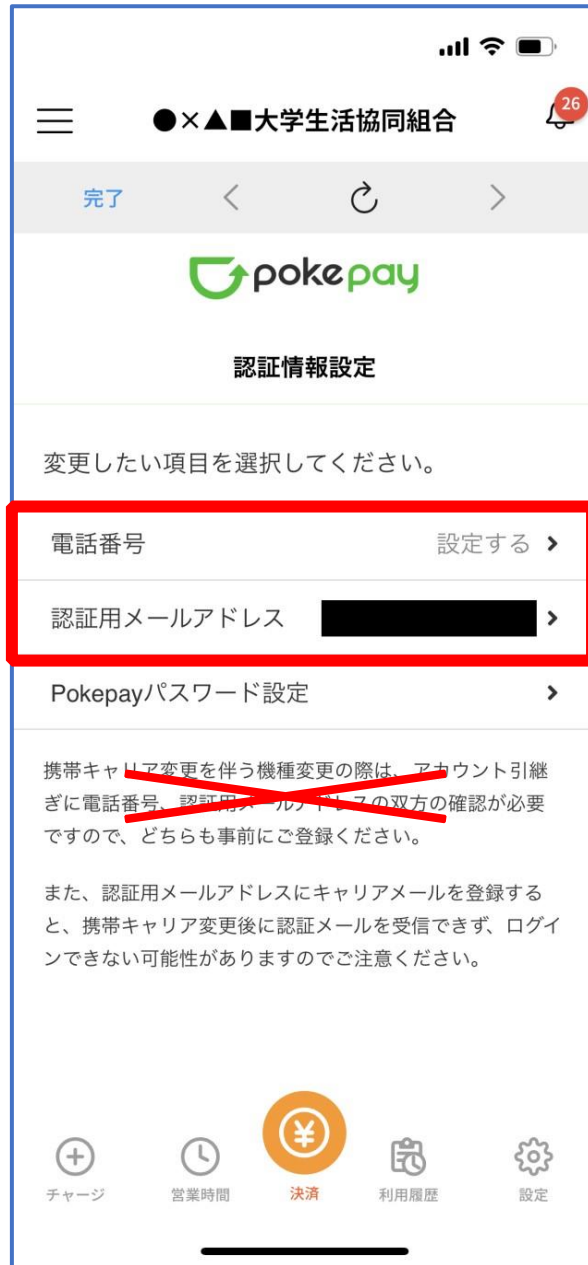 26
●×▲■大学生活協同組合
完了
pokepay
認証情報設定
変更したい項目を選択してください。
電話番号 設定する
認証用メールアドレス
Pokepayパスワード設定
携帯キャリア変更を伴う機種変更の際は、アカウント引継
ぎに電話番号、認証用メールアドレスの双方の確認が必要
ですので、どちらも事前にご登録ください。
また、認証用メールアドレスにキャリアメールを登録する
と、携帯キャリア変更後に認証メールを受信できず、ログイ
ンできない可能性がありますのでご注意ください。
チャージ 営業時間 決済 利用履歴 設定